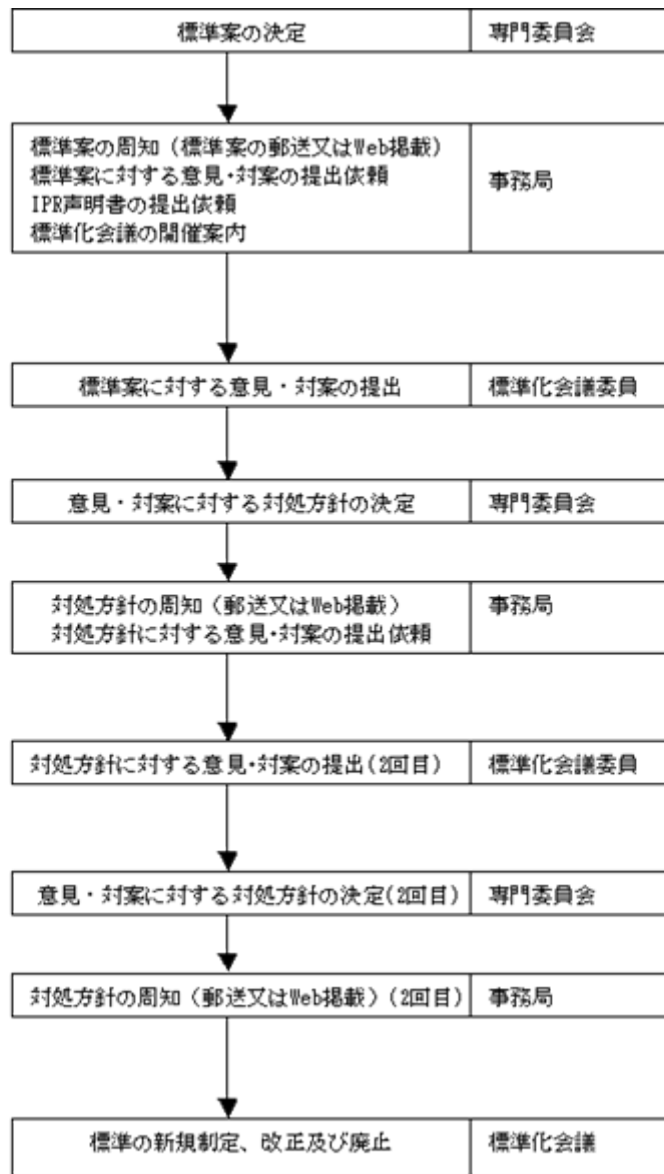 標準案の決定 専門委員会
標準案の周知（標準案の郵送又はWeb掲載）
標準案に対する意見・対案の提出依頼
IPR声明書の提出依頼
標準化会議の開催案内
事務局
標準案に対する意見・対案の提出 標準化会議委員
意見・対案に対する対処方針の決定 専門委員会
対処方針の周知（郵送又はWeb掲載） 事務局
対処方針に対する意見・対案の提出依頼
対処方針に対する意見・対案の提出(2回目) 標準化会議委員
意見・対案に対する対処方針の決定(2回目) 専門委員会
対処方針の周知（郵送又はWeb掲載）(2回目) 事務局
標準の新規制定、改正及び廃止 標準化会議